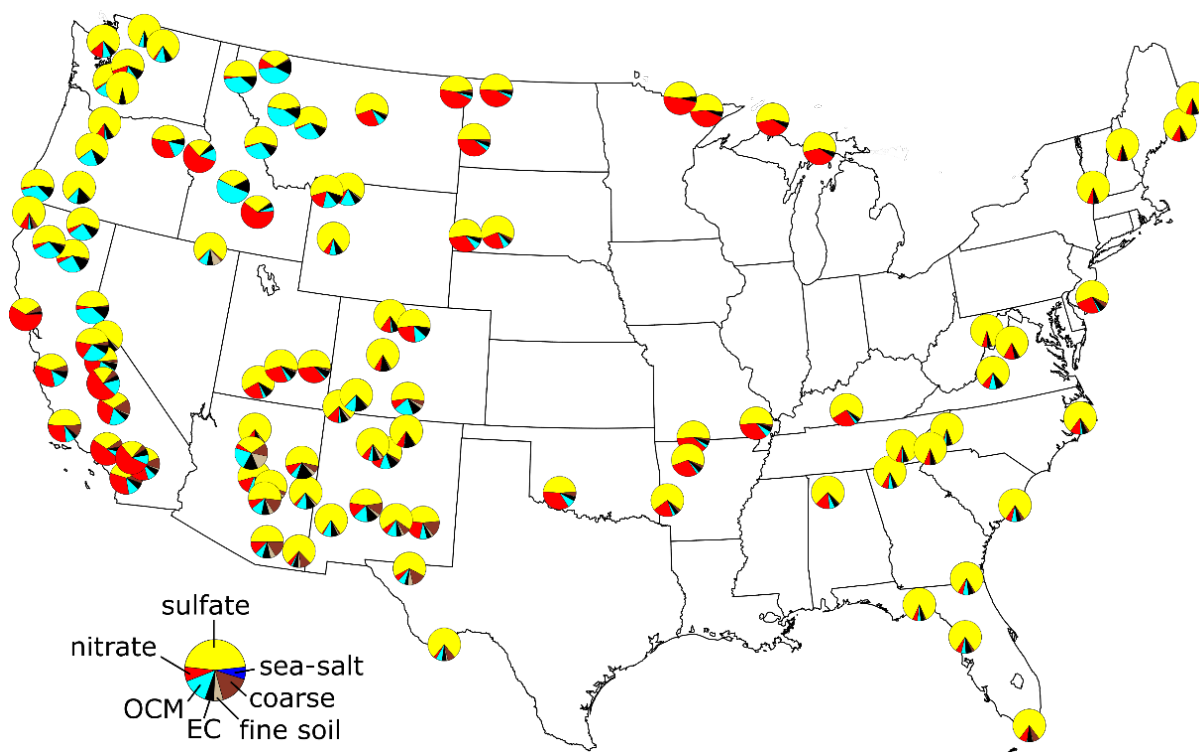 sulfate
nitrate
sea-salt
OCM
coarse
EC
fine soil